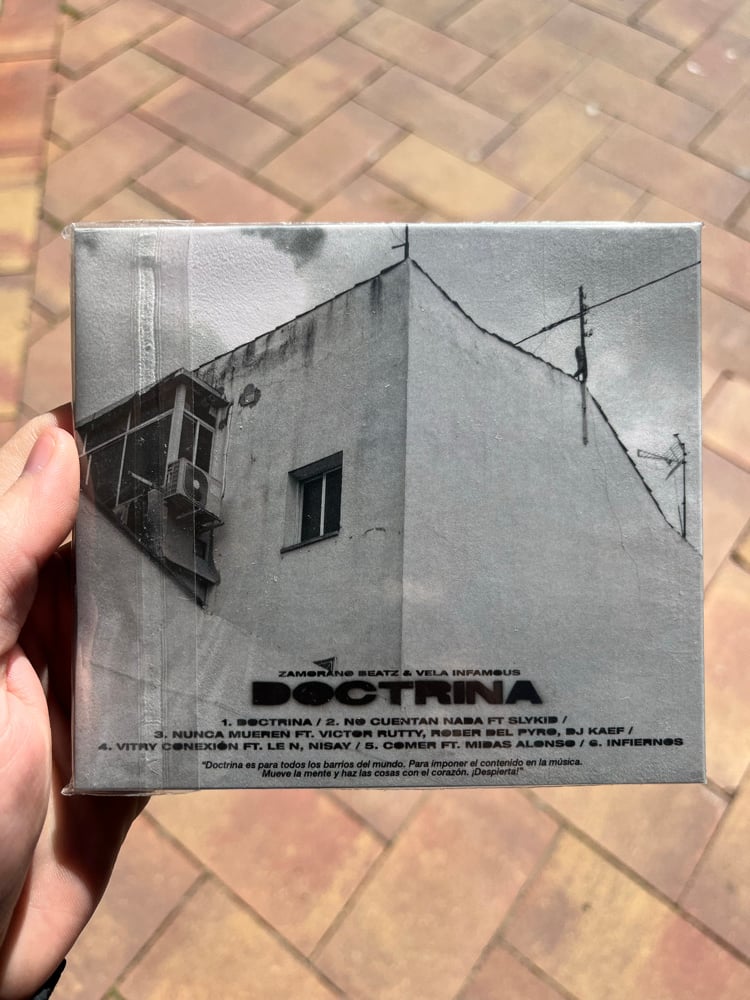 ZAMORANO BEATZ & VELA INFAMOUS
DOCTRINA
1. DOCTRINA / 2. NO CUENTAN NADA FT SLYKID /
3. NUNCA MUEREN FT. VICTOR RUTTY, ROBER DEL PYRO, DJ KAEF /
4. VITRY CONEXIÓN FT. LE N, NISAY / 5. COMER FT. MIDAS ALONSO / 6. INFIERNOS
"Doctrina es para todos los barrios del mundo. Para imponer el contenido en la música.
Mueve la mente y haz las cosas con el corazón. ¡Despierta!"